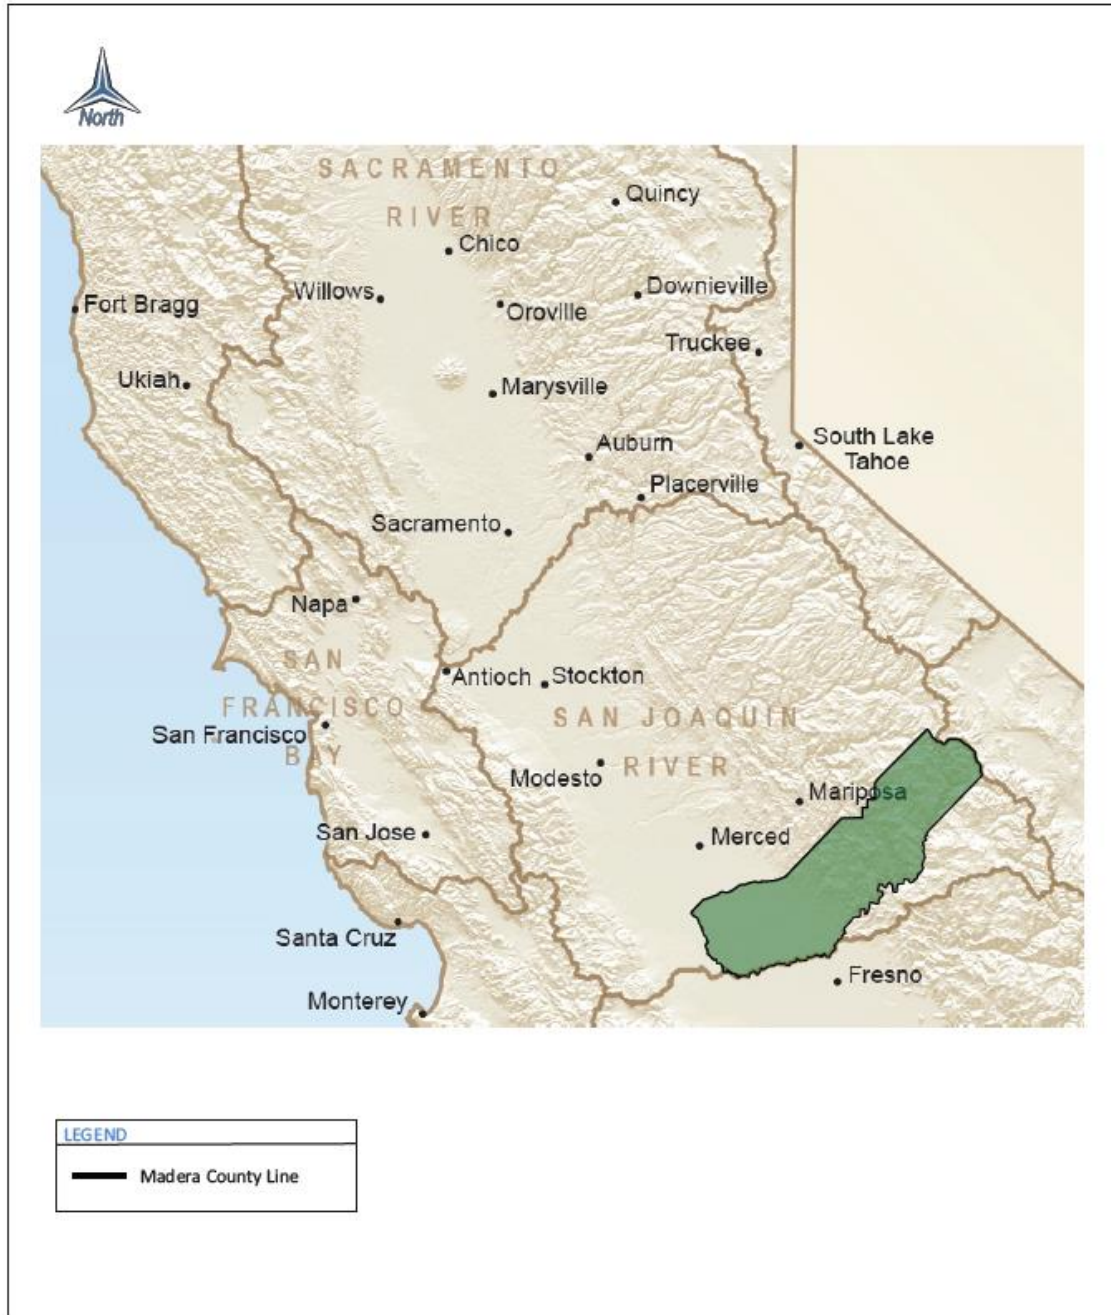 North
SACRAMENTO
RIVER
Quincy
Chico
Willows
Downieville
Fort Bragg
Oroville
Truckee
Ukiah
Marysville
Auburn
South Lake
Tahoe
Placerville
Sacramento
Napa
SAN
FRANCISCO
BAY
Antioch
Stockton
SAN JOAQUIN
RIVER
San Francisco
Modesto
Mariposa
San Jose
Merced
Santa Cruz
Fresno
Monterey
LEGEND
Madera County Line